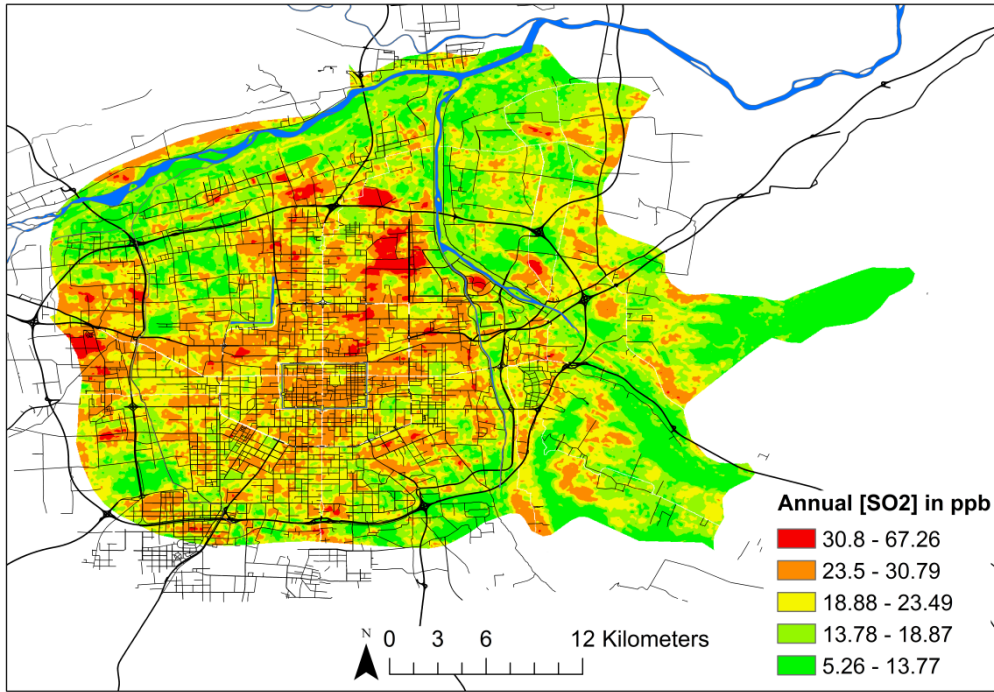 Annual [SO2] in ppb
30.8 - 67.26
23.5 - 30.79
18.88 - 23.49
13.78 - 18.87
5.26 - 13.77
N
0 3 6 12 Kilometers